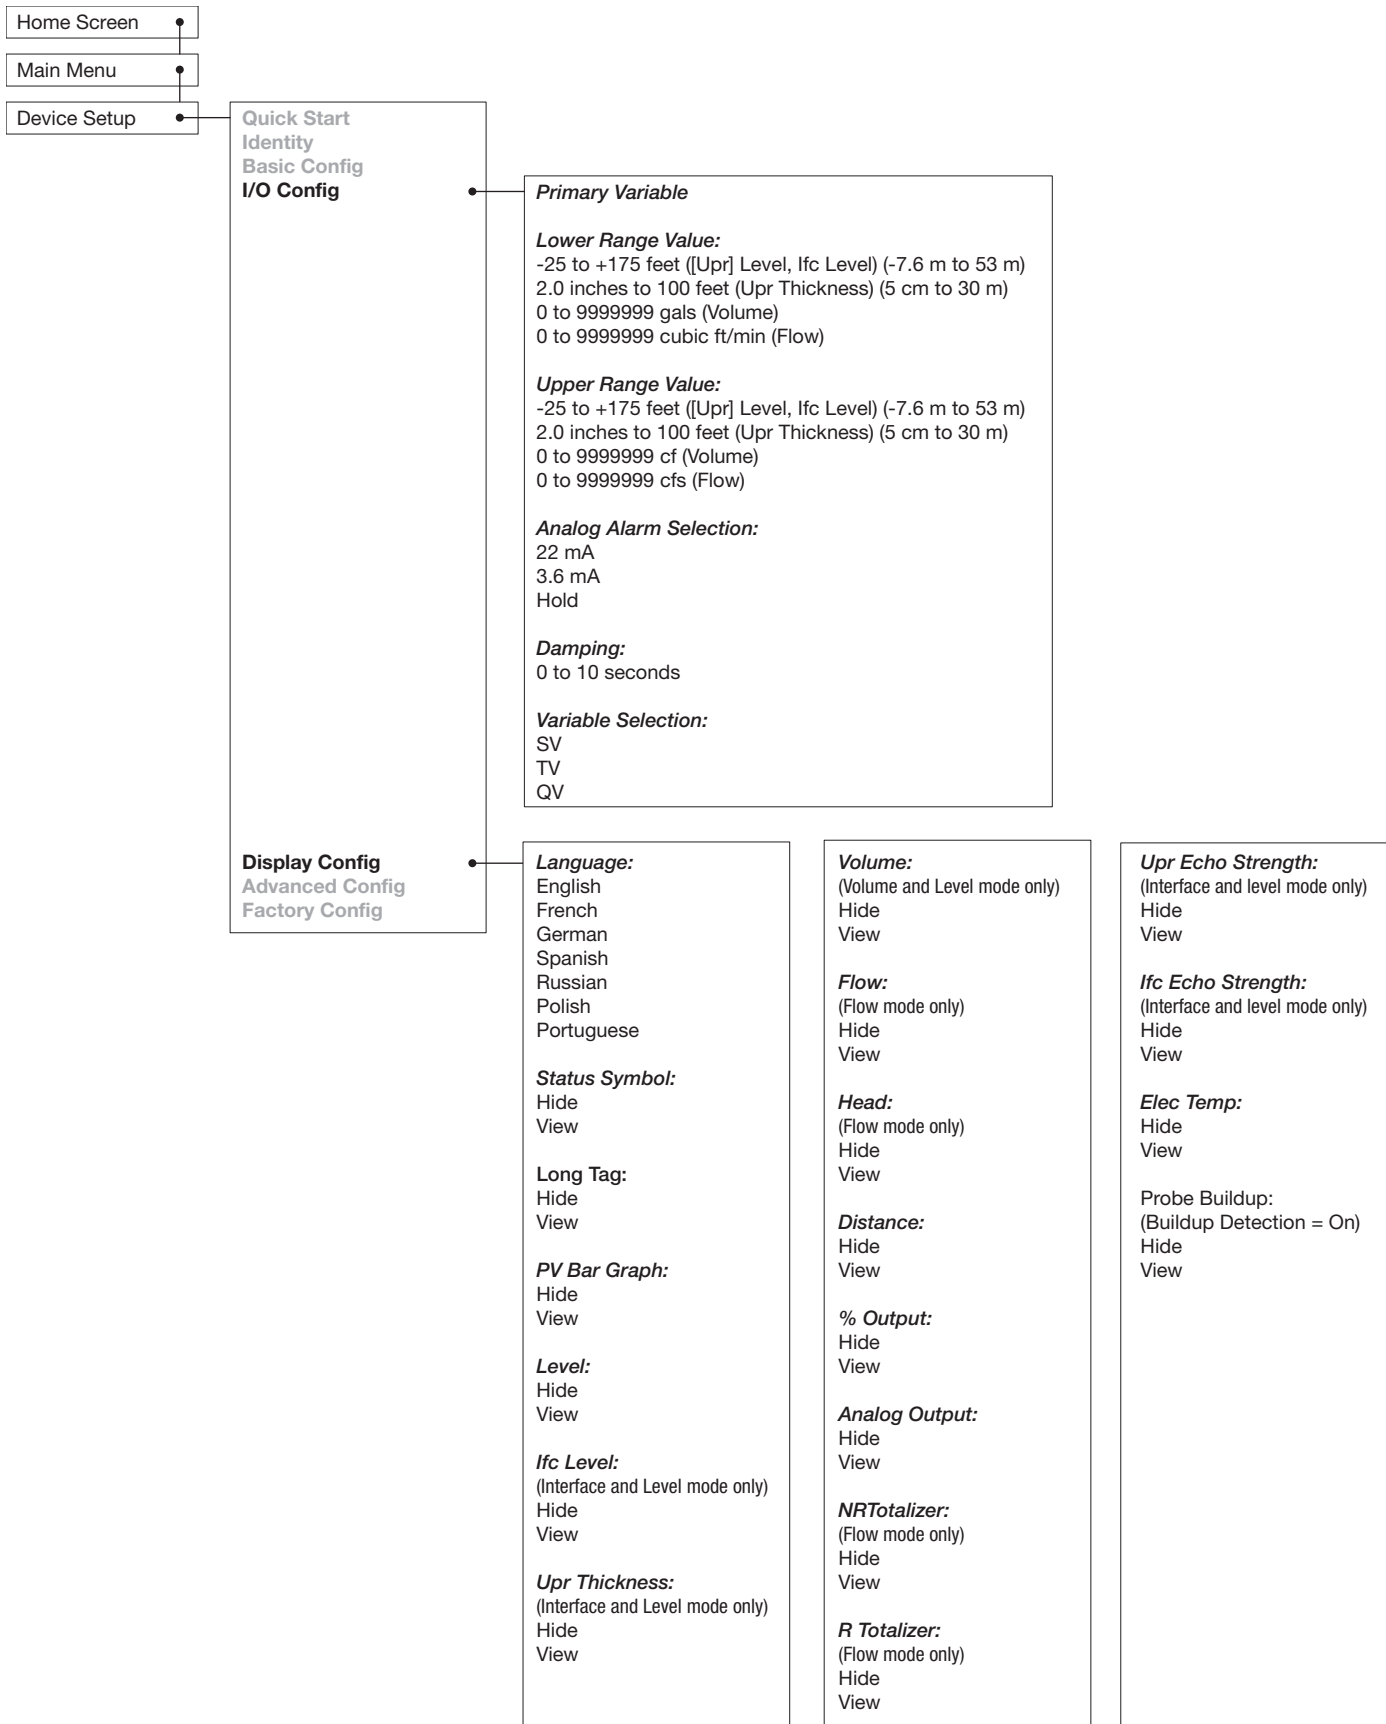 Home Screen
Main Menu
Device Setup
Quick Start
Identity
Basic Config
I/O Config
Primary Variable
Lower Range Value:
-25 to +175 feet ([Upr] Level, Ifc Level) (-7.6 m to 53 m)
2.0 inches to 100 feet (Upr Thickness) (5 cm to 30 m)
0 to 9999999 gals (Volume)
0 to 9999999 cubic ft/min (Flow)
Upper Range Value:
-25 to +175 feet ([Upr] Level, Ifc Level) (-7.6 m to 53 m)
2.0 inches to 100 feet (Upr Thickness) (5 cm to 30 m)
0 to 9999999 cf (Volume)
0 to 9999999 cfs (Flow)
Analog Alarm Selection:
22 mA
3.6 mA
Hold
Damping:
0 to 10 seconds
Variable Selection:
SV
TV
QV
Display Config
Advanced Config
Factory Config
Language:
English
French
German
Spanish
Russian
Polish
Portuguese
Status Symbol:
Hide
View
Long Tag:
Hide
View
PV Bar Graph:
Hide
View
Level:
Hide
View
Ifc Level:
(Interface and Level mode only)
Hide
View
Upr Thickness:
(Interface and Level mode only)
Hide
View
Volume:
(Volume and Level mode only)
Hide
View
Flow:
(Flow mode only)
Hide
View
Head:
(Flow mode only)
Hide
View
Distance:
Hide
View
% Output:
Hide
View
Analog Output:
Hide
View
NRTotalizer:
(Flow mode only)
Hide
View
R Totalizer:
(Flow mode only)
Hide
View
Upr Echo Strength:
(Interface and level mode only)
Hide
View
Ifc Echo Strength:
(Interface and level mode only)
Hide
View
Elec Temp:
Hide
View
Probe Buildup:
(Buildup Detection = On)
Hide
View